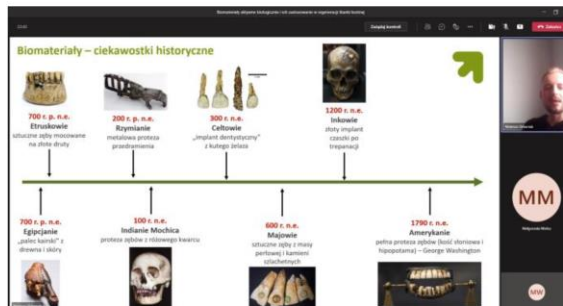 Biomateriały – ciekawostki historyczne
700 r. p. n.e.
Etruskowie
sztuczne zęby mocowane
na złote druty
200 r. p. n.e.
Rzymianie
metalowa proteza
przedramienia
300 r. n.e.
Celtowie
„implant dentystyczny”
z kutego żelaza
1200 r. n.e.
Inkowie
złoty implant
czaszki po
trepanacji
700 r. p.n.e.
Egipcjanie
„palec kairski” z
drewna i skóry
100 r. n.e.
Indianie Mochica
proteza zębów z różowego kwarcu
600 r. n.e.
Majowie
sztuczne zęby z masy
perłowej i kamieni
szlachetnych
1790 r. n.e.
Amerykanie
pełna proteza zębów (kość słoniowa i
hipopotama) – George Washington
MM
MW